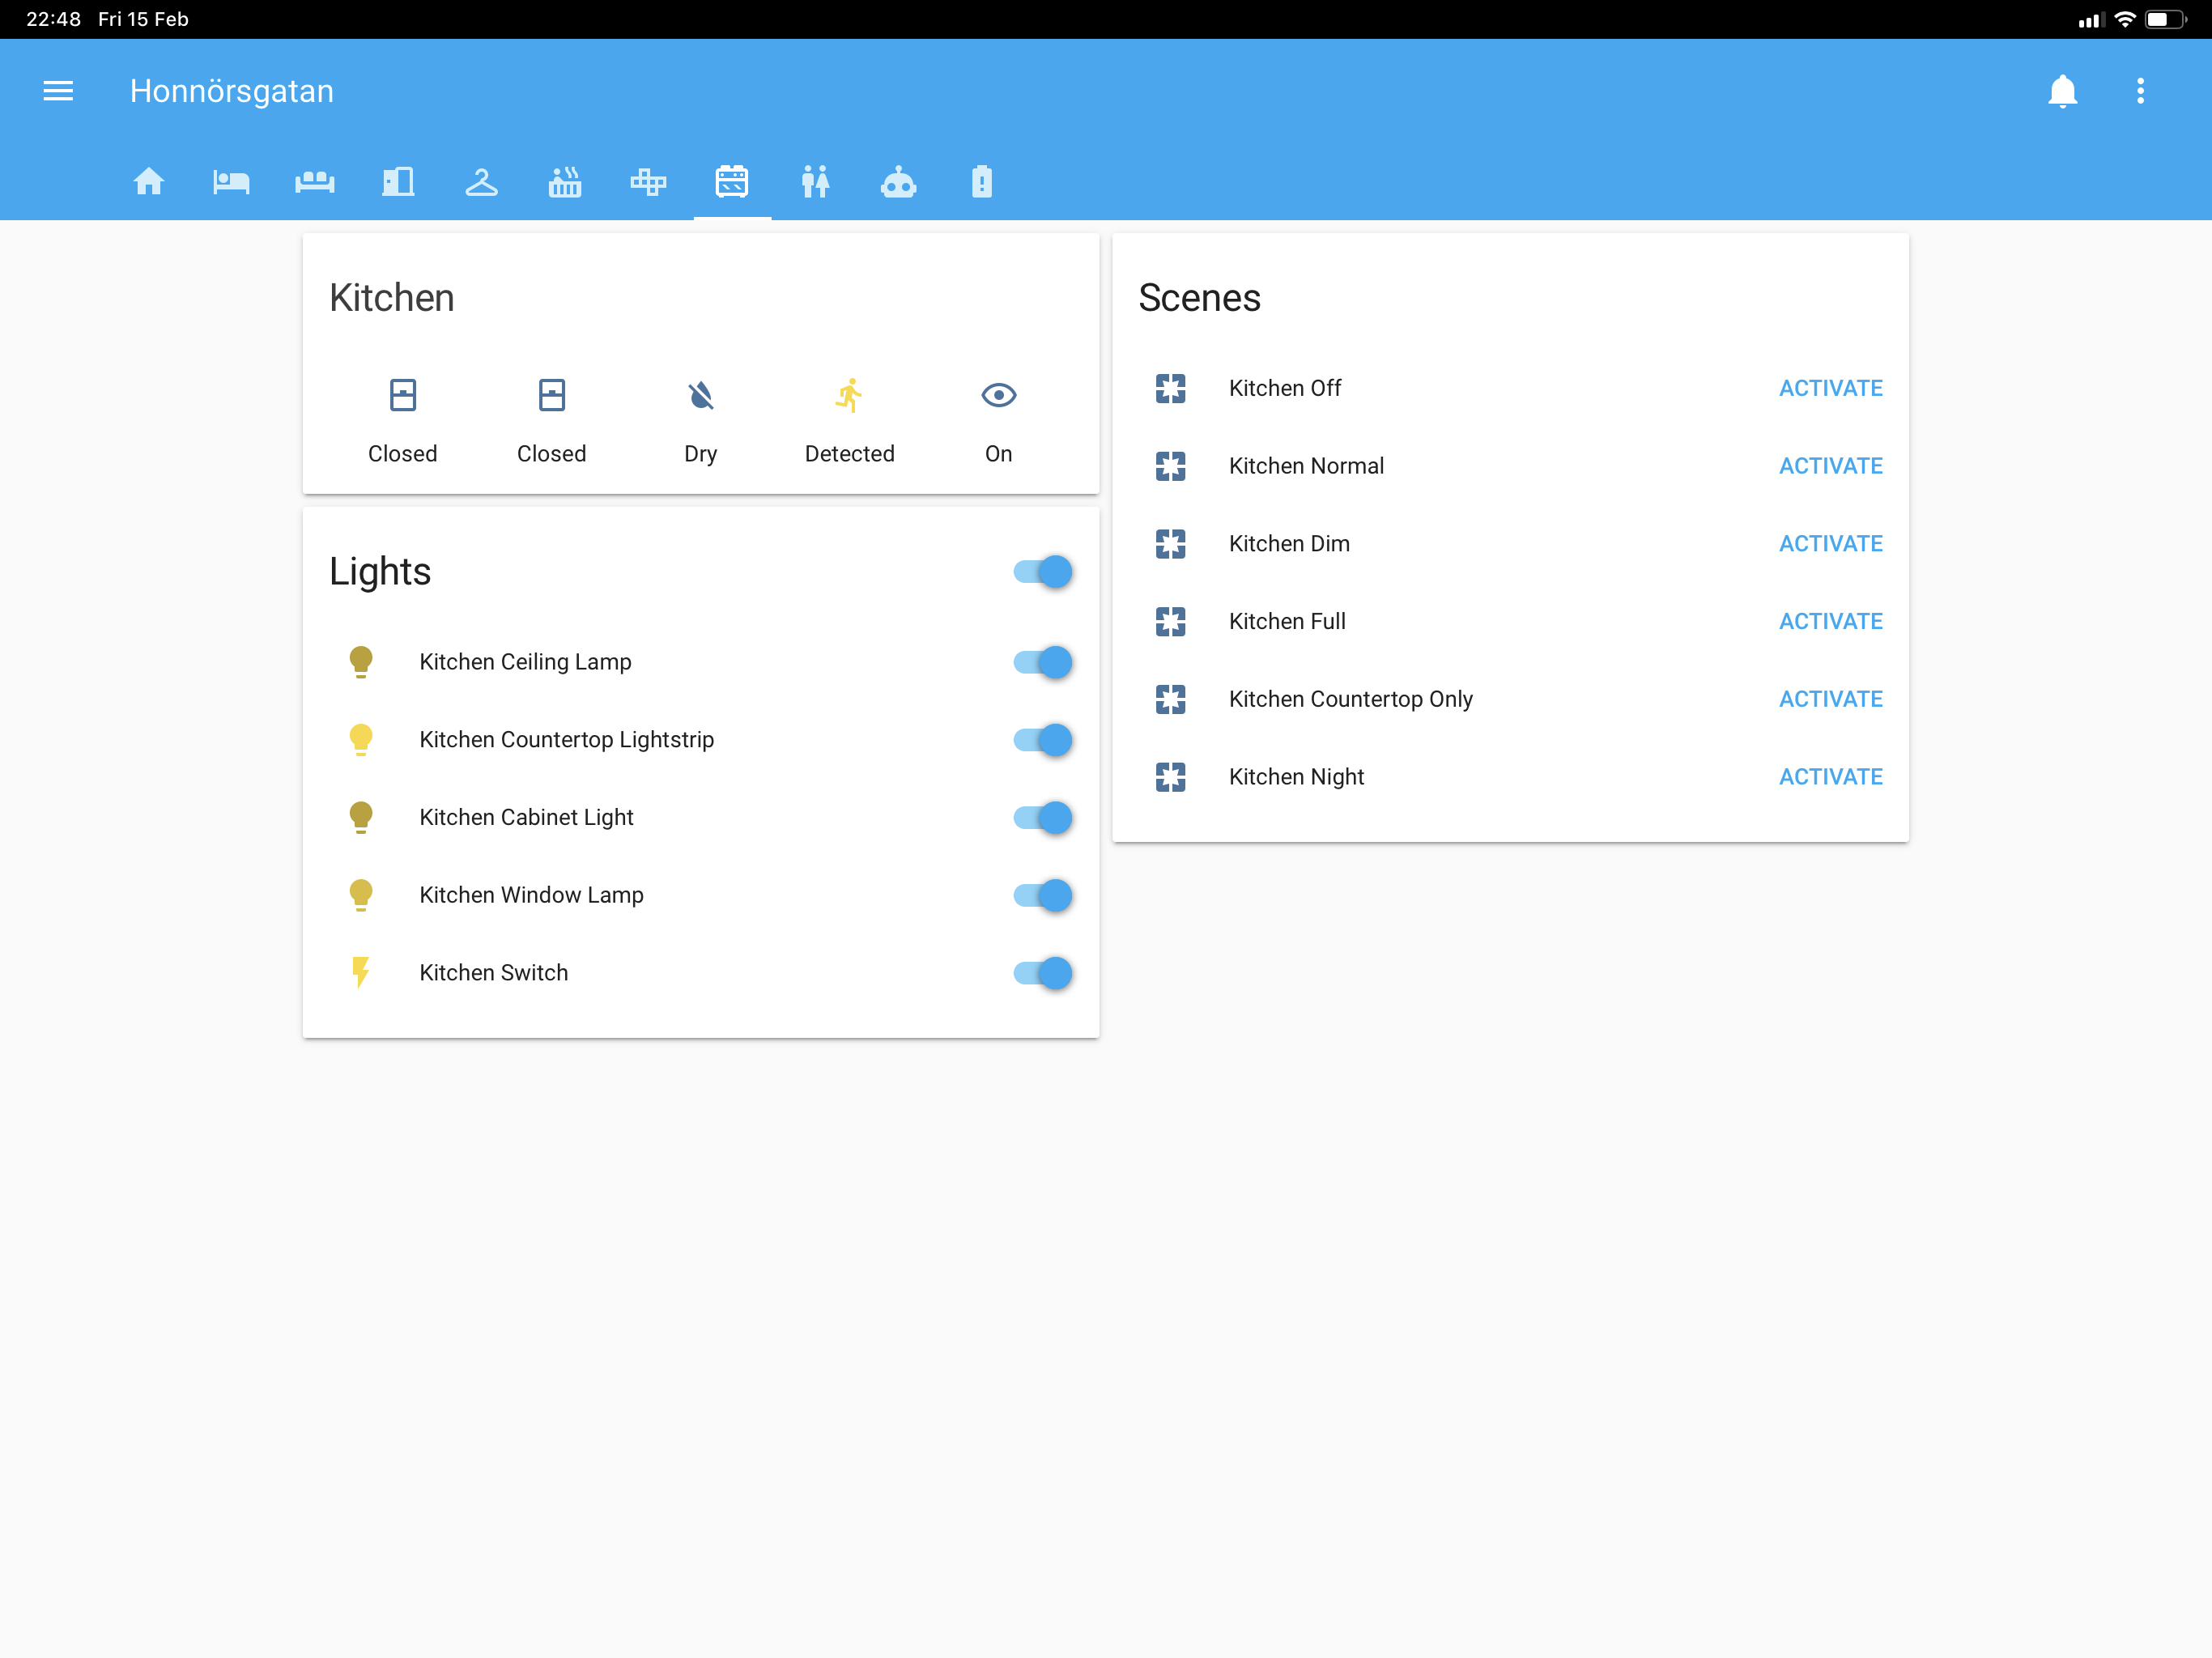 22:48 Fri 15 Feb
Honnörsgatan
Kitchen
Closed Closed Dry Detected On
Lights
Kitchen Ceiling Lamp
Kitchen Countertop Lightstrip
Kitchen Cabinet Light
Kitchen Window Lamp
Kitchen Switch
Scenes
Kitchen Off ACTIVATE
Kitchen Normal ACTIVATE
Kitchen Dim ACTIVATE
Kitchen Full ACTIVATE
Kitchen Countertop Only ACTIVATE
Kitchen Night ACTIVATE